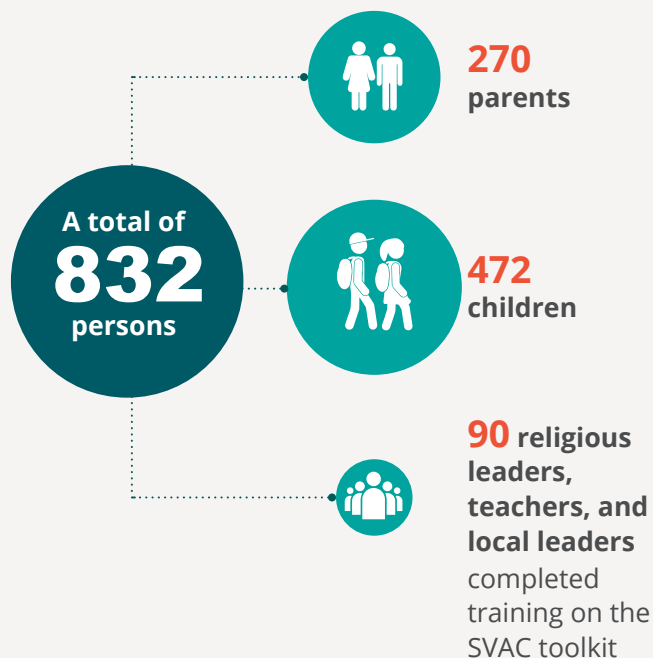 A total of
832
persons
270
parents
472
children
90 religious
leaders,
teachers, and
local leaders
completed
training on the
SVAC toolkit